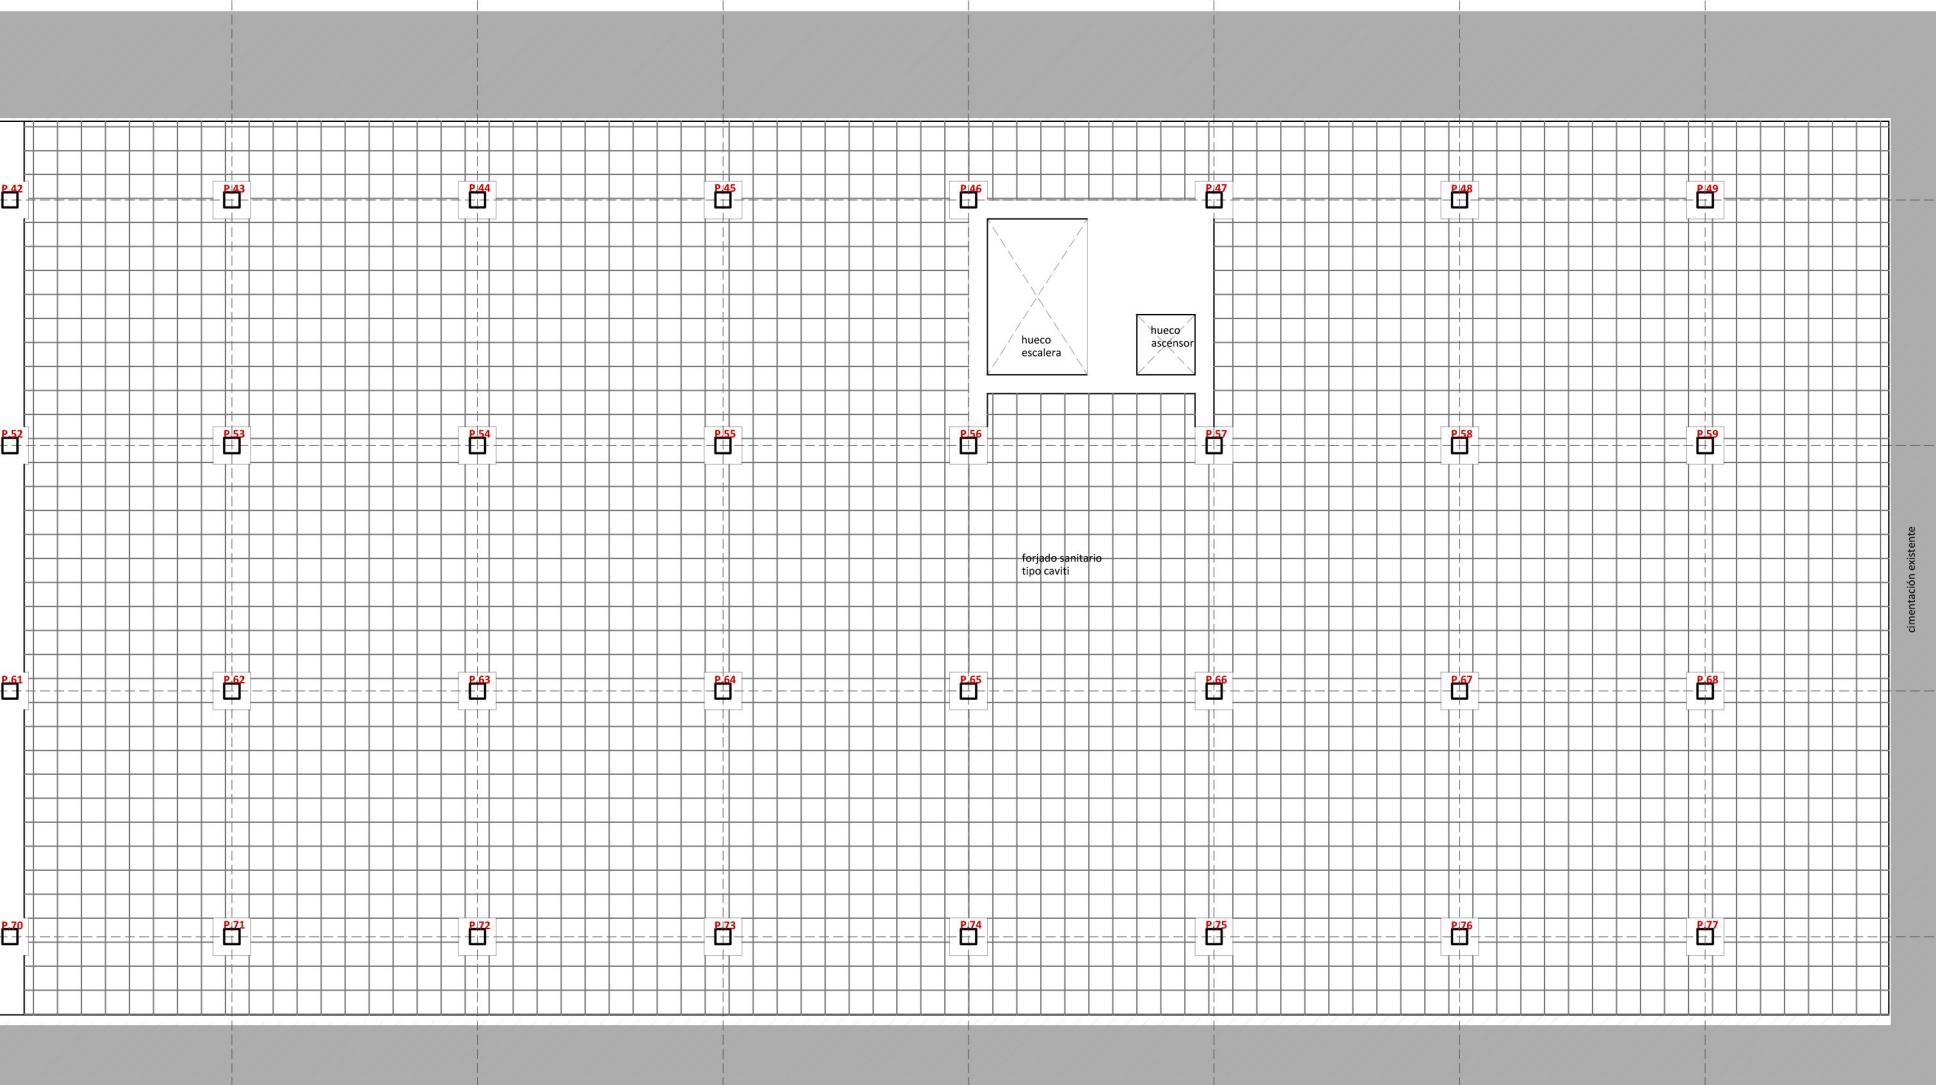 P.42 P.43 P.44 P.45 P.46 P.47 P.48 P.49
hueco
escalera
hueco
ascensor
P.52 P.53 P.54 P.55 P.56 P.57 P.58 P.59
forjado sanitario
tipo caviti
cimentación existente
P.61 P.62 P.63 P.64 P.65 P.66 P.67 P.68
P.70 P.71 P.72 P.73 P.74 P.75 P.76 P.77